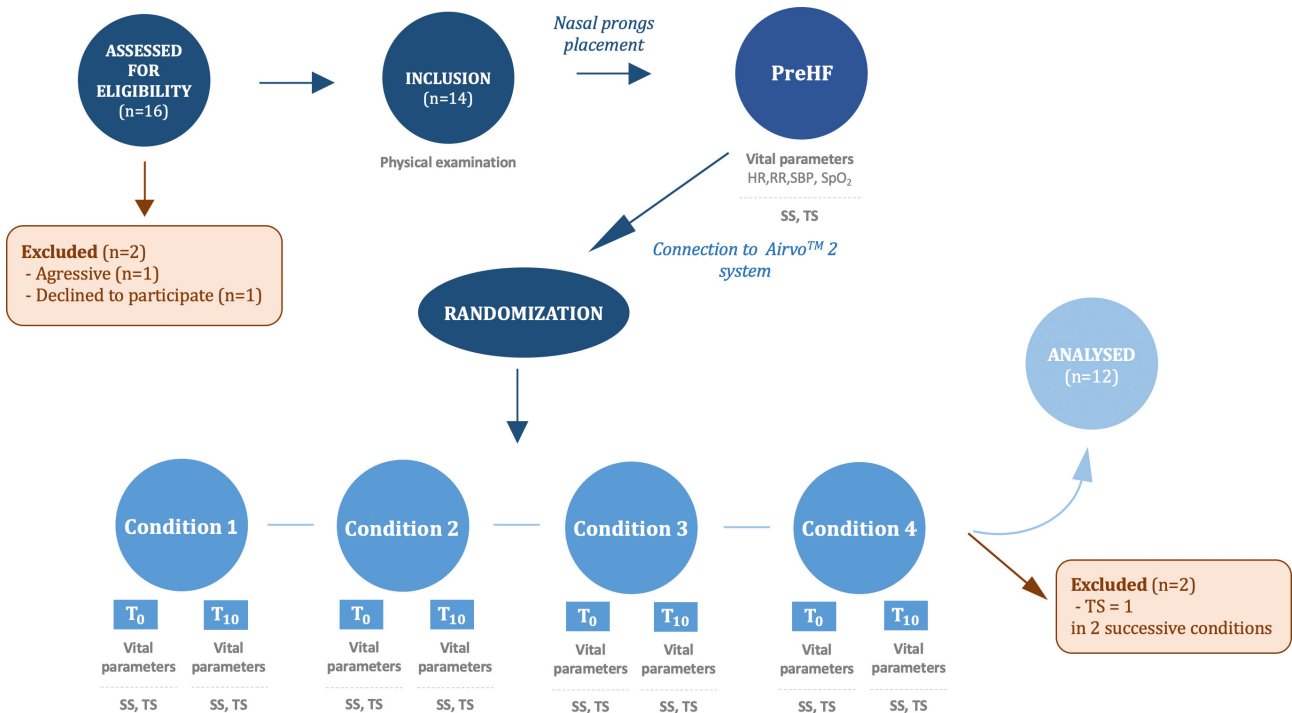 ASSESSED
FOR
ELIGIBILITY
(n=16)
INCLUSION
(n=14)
Physical examination
Nasal prongs
placement
PreHF
Vital parameters
HR,RR,SBP, SpO₂
SS, TS
Excluded (n=2)
- Agressive (n=1)
- Declined to participate (n=1)
Connection to Airvo™ 2
system
RANDOMIZATION
Condition 1
Condition 2
Condition 3
Condition 4
T₀
T₁₀
T₀
T₁₀
T₀
T₁₀
T₀
T₁₀
Vital
parameters
Vital
parameters
Vital
parameters
Vital
parameters
Vital
parameters
Vital
parameters
Vital
parameters
Vital
parameters
SS, TS
SS, TS
SS, TS
SS, TS
SS, TS
SS, TS
SS, TS
SS, TS
ANALYSED
(n=12)
Excluded (n=2)
- TS = 1
in 2 successive conditions